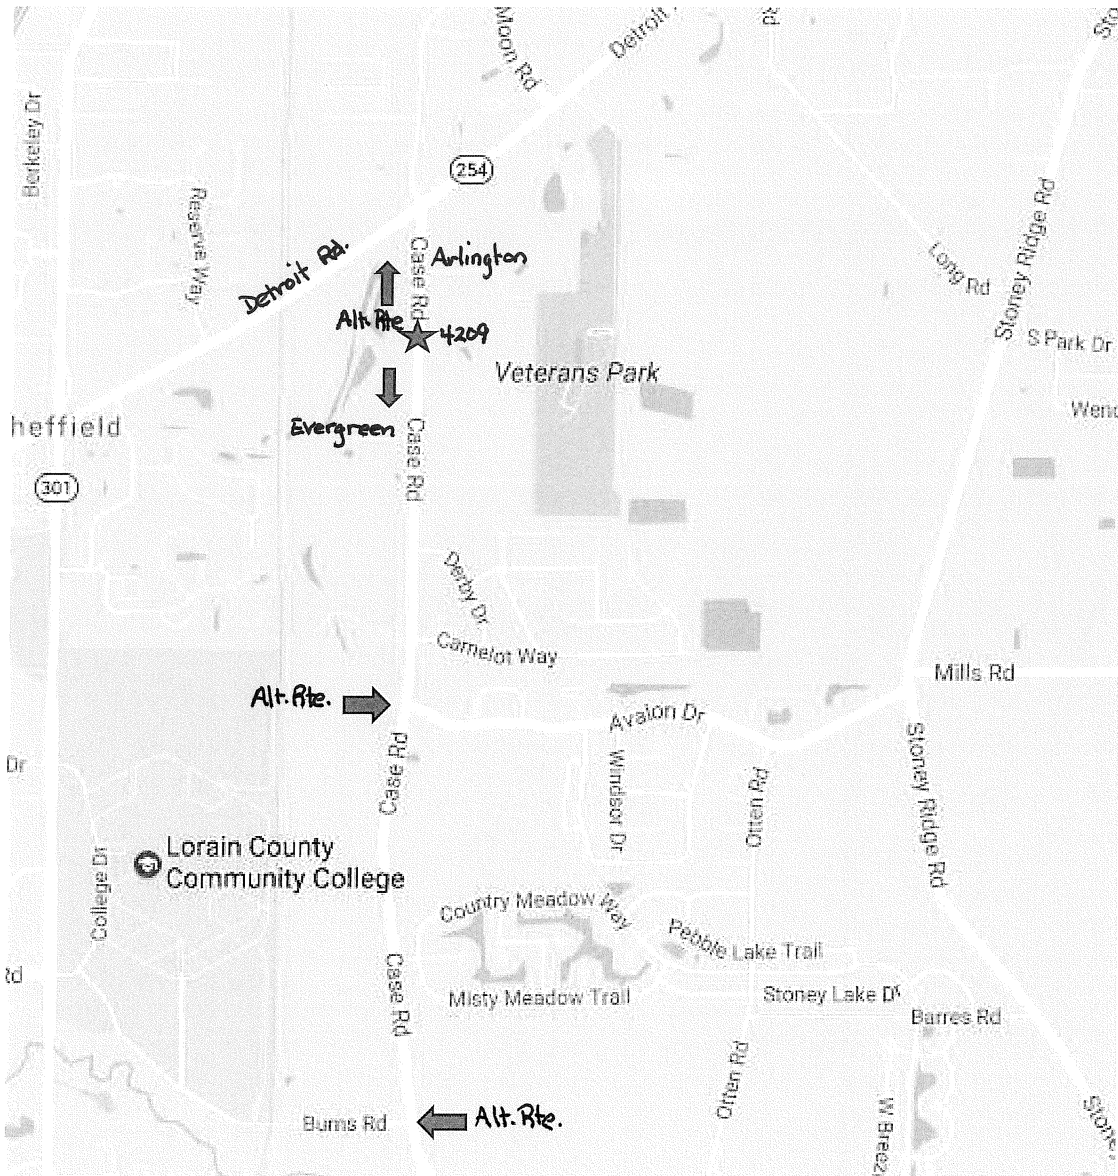 Moon Rd
Detroit
Berkeley Dr
254
Reserve Way
Stoney Ridge Rd
Detroit Rd.
Case Rd
Arlington
Long Rd
Alt. Rte
4209
S Park Dr
Veterans Park
Evergreen
Case Rd
heffield
301
Derby Dr
Camelot Way
Mills Rd
Alt. Rte.
Avalon Dr
Case Rd
Windsor Dr
Otten Rd
Stoney Ridge Rd
Dr
Lorain County
Community College
College Dr
Country Meadow Way
Pebble Lake Trail
Case Rd
Misty Meadow Trail
Stoney Lake Dr
Barres Rd
Otten Rd
Burns Rd
Alt. Rte.